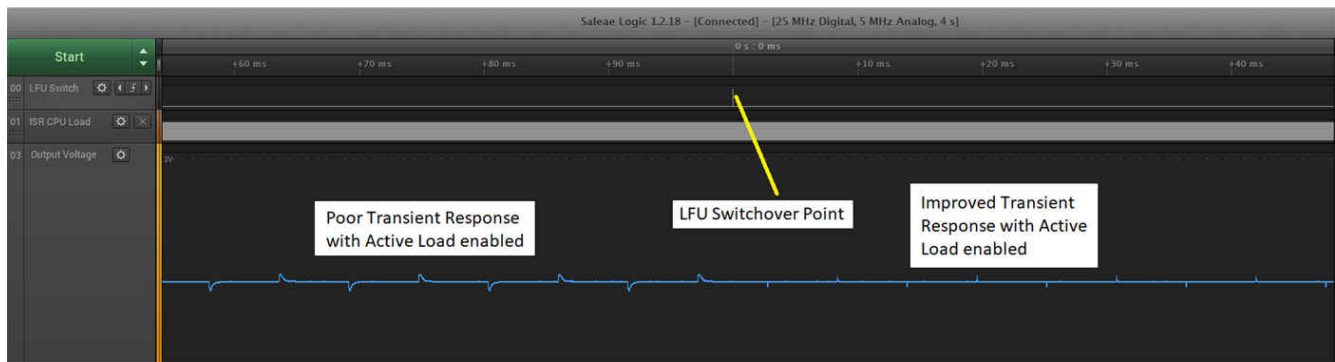 Saleae Logic 1.2.18 - [Connected] - [25 MHz Digital, 5 MHz Analog, 4 s]
Start
0 s : 0 ms
+60 ms
+70 ms
+80 ms
+90 ms
+10 ms
+20 ms
+30 ms
+40 ms
00 LFU Switch
01 ISR CPU Load
03 Output Voltage
2V
Poor Transient Response
with Active Load enabled
LFU Switchover Point
Improved Transient
Response with Active
Load enabled